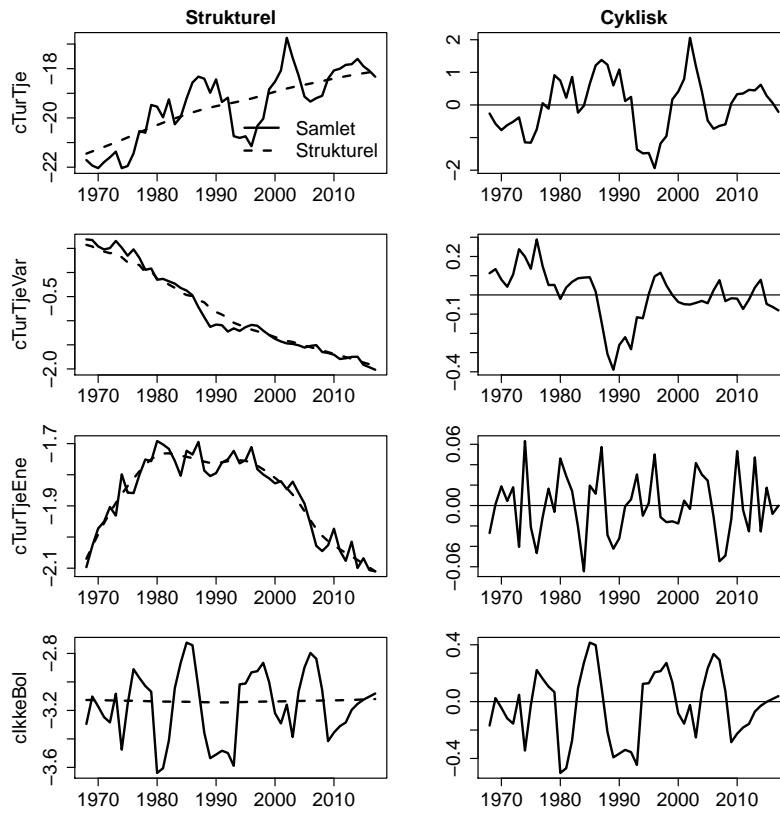 Strukturel
Cyklisk
cTurTje
−18
−20
−22
Samlet
Strukturel
1970 1980 1990 2000 2010
2
0
−2
1970 1980 1990 2000 2010
cTurTjeVar
−0.5
−2.0
1970 1980 1990 2000 2010
0.2
−0.1
−0.4
1970 1980 1990 2000 2010
cTurTjeEne
−1.7
−1.9
−2.1
1970 1980 1990 2000 2010
0.06
0.00
−0.06
1970 1980 1990 2000 2010
cIkkeBol
−2.8
−3.2
−3.6
1970 1980 1990 2000 2010
0.4
0.0
−0.4
1970 1980 1990 2000 2010